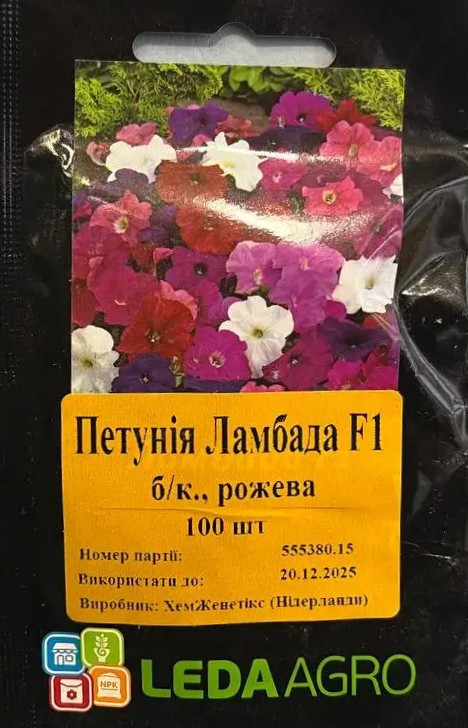 Петунія Ламбада F1
б/к., рожева
100 шт
Номер партії: 555380.15
Використати до: 20.12.2025
Виробник: ХемЖенетікс (Нідерланди)
NPK
LEDA AGRO